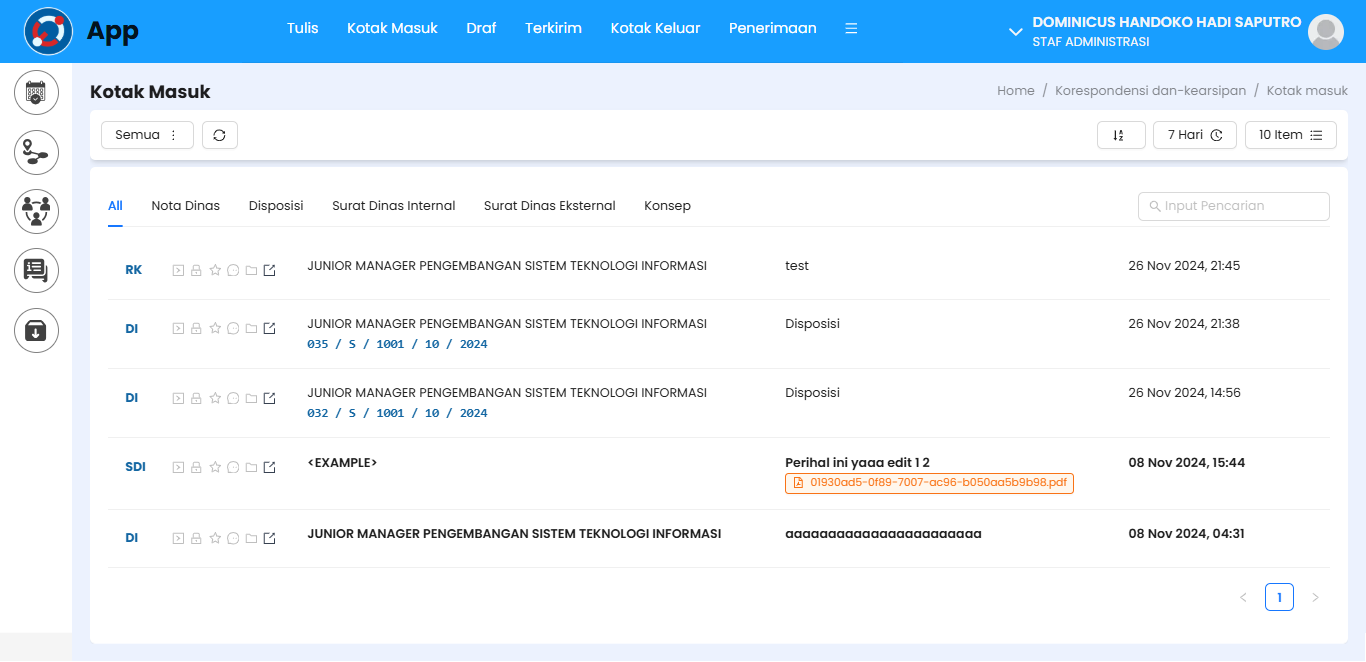 App
Tulis Kotak Masuk Draf Terkirim Kotak Keluar Penerimaan
DOMINICUS HANDOKO HADI SAPUTRO
STAF ADMINISTRASI
Kotak Masuk
Home / Korespondensi dan-kearsipan / Kotak masuk
Semua
7 Hari
10 Item
All Nota Dinas Disposisi Surat Dinas Internal Surat Dinas Eksternal Konsep
Input Pencarian
RK JUNIOR MANAGER PENGEMBANGAN SISTEM TEKNOLOGI INFORMASI test 26 Nov 2024, 21:45
DI JUNIOR MANAGER PENGEMBANGAN SISTEM TEKNOLOGI INFORMASI Disposisi 26 Nov 2024, 21:38
035 / S / 1001 / 10 / 2024
DI JUNIOR MANAGER PENGEMBANGAN SISTEM TEKNOLOGI INFORMASI Disposisi 26 Nov 2024, 14:56
032 / S / 1001 / 10 / 2024
SDI <EXAMPLE> Perihal ini yaaa edit 1 2 08 Nov 2024, 15:44
01930ad5-0f89-7007-ac96-b050aa5b9b98.pdf
DI JUNIOR MANAGER PENGEMBANGAN SISTEM TEKNOLOGI INFORMASI aaaaaaaaaaaaaaaaaaaaaaa 08 Nov 2024, 04:31
< 1 >